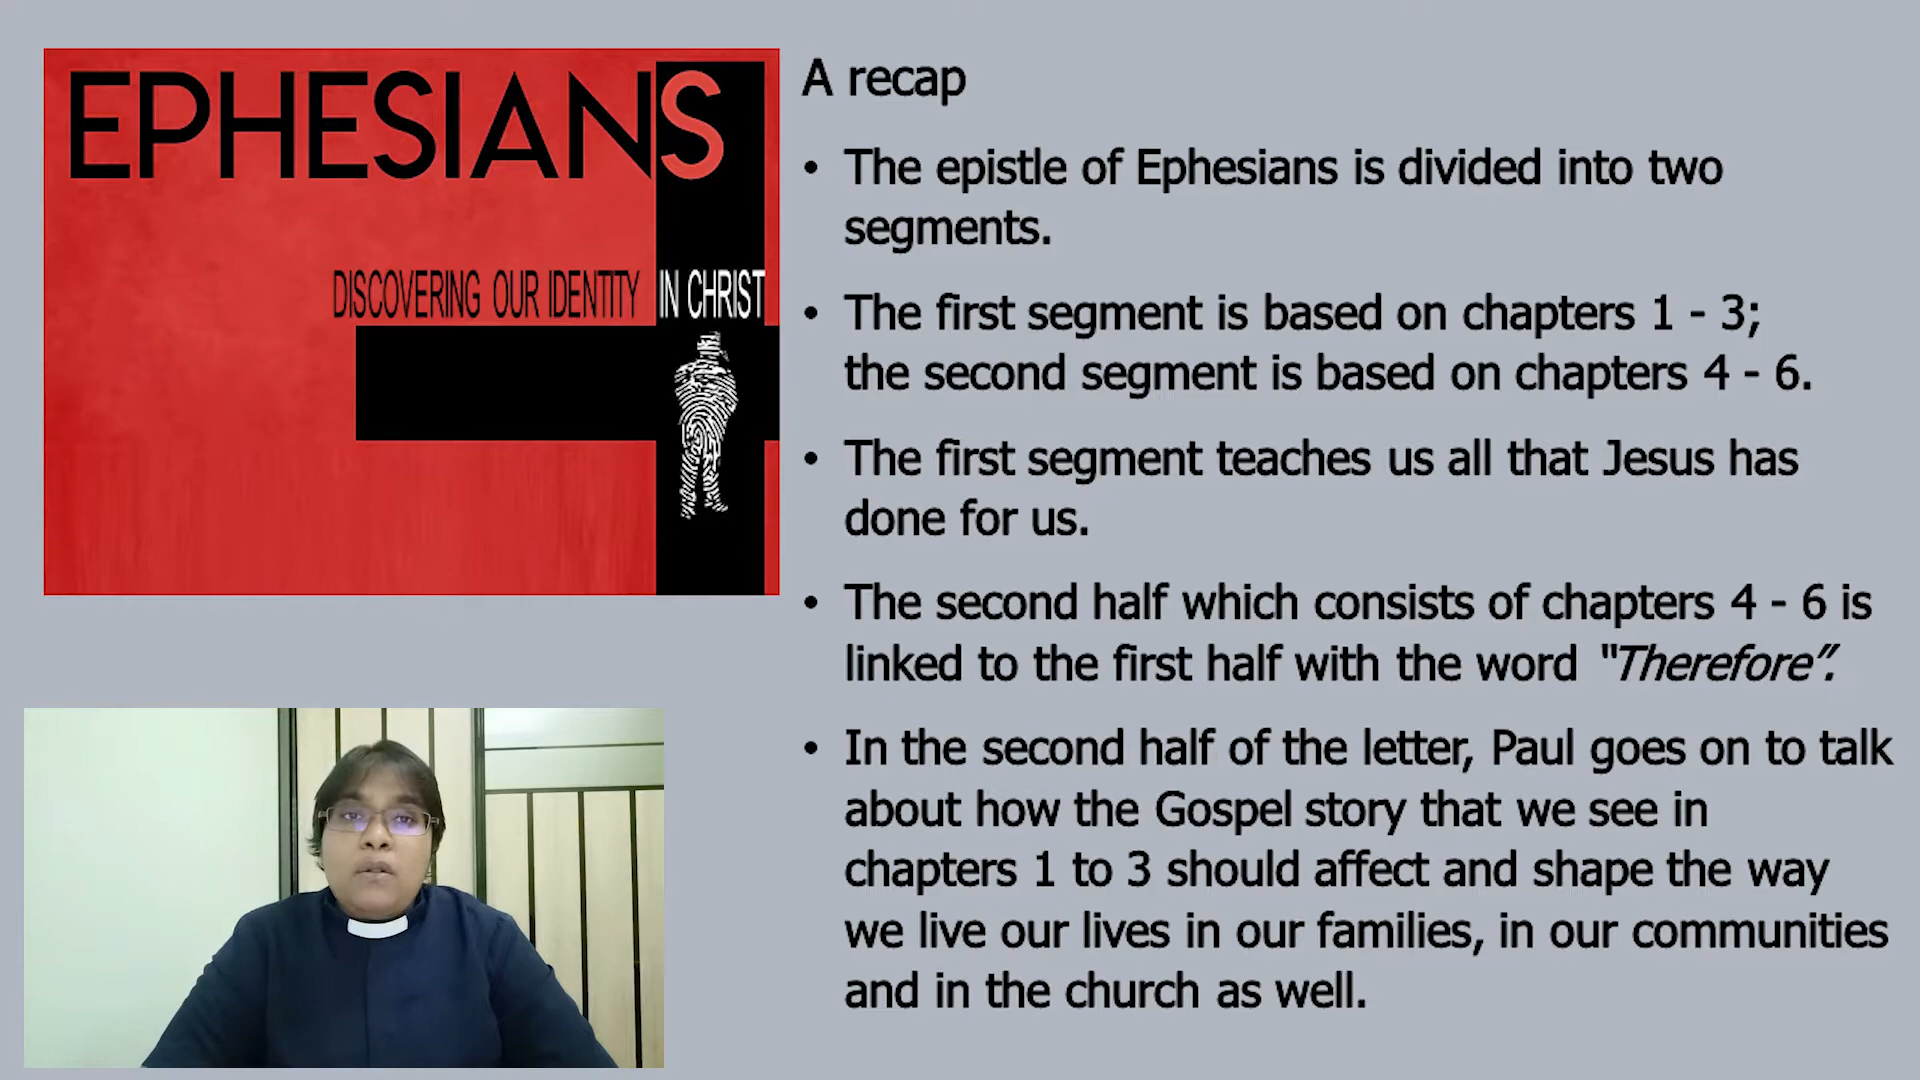 EPHESIANS
DISCOVERING OUR IDENTITY IN CHRIST
A recap
• The epistle of Ephesians is divided into two
segments.
• The first segment is based on chapters 1 - 3;
the second segment is based on chapters 4 - 6.
• The first segment teaches us all that Jesus has
done for us.
• The second half which consists of chapters 4 - 6 is
linked to the first half with the word “Therefore”.
• In the second half of the letter, Paul goes on to talk
about how the Gospel story that we see in
chapters 1 to 3 should affect and shape the way
we live our lives in our families, in our communities
and in the church as well.